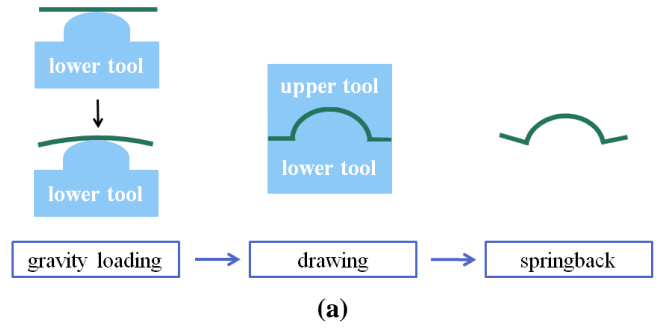 lower tool
lower tool
upper tool
lower tool
gravity loading
drawing
springback
(a)